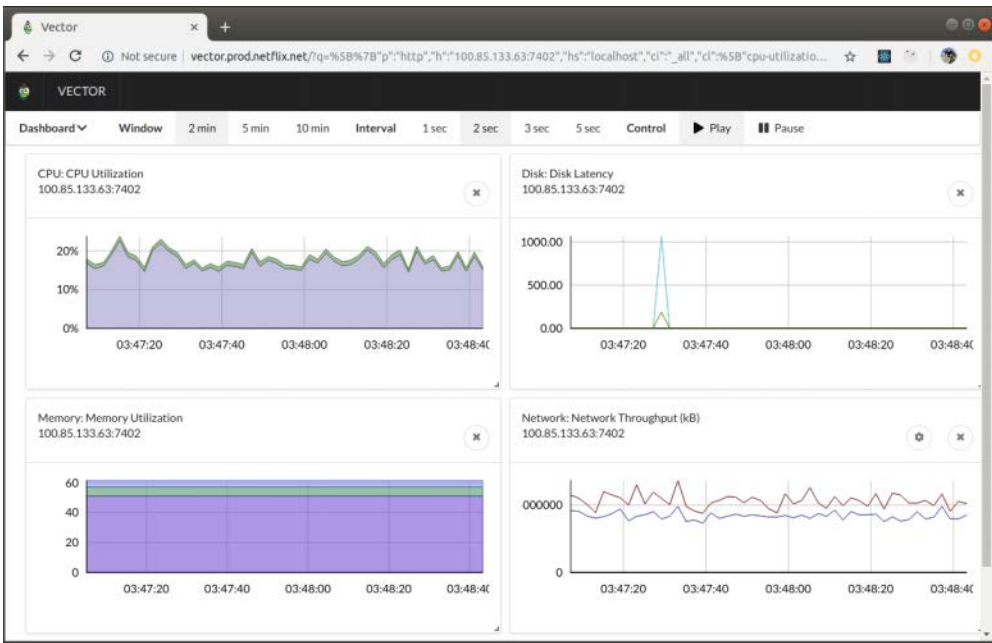 Vector
Not secure vector.prod.netflix.net/?q=%5B%7B"p":"http","h":"100.85.133.63:7402","hs":"localhost","ci":"_all","cl":%5B"cpu-utilizatio...
VECTOR
Dashboard Window 2 min 5 min 10 min Interval 1 sec 2 sec 3 sec 5 sec Control Play Pause
CPU: CPU Utilization
100.85.133.63:7402
20%
10%
0%
03:47:20 03:47:40 03:48:00 03:48:20 03:48:4(
Disk: Disk Latency
100.85.133.63:7402
1000.00
500.00
0.00
03:47:20 03:47:40 03:48:00 03:48:20 03:48:4(
Memory: Memory Utilization
100.85.133.63:7402
60
40
20
0
03:47:20 03:47:40 03:48:00 03:48:20 03:48:4(
Network: Network Throughput (kB)
100.85.133.63:7402
000000
0
03:47:20 03:47:40 03:48:00 03:48:20 03:48:4(